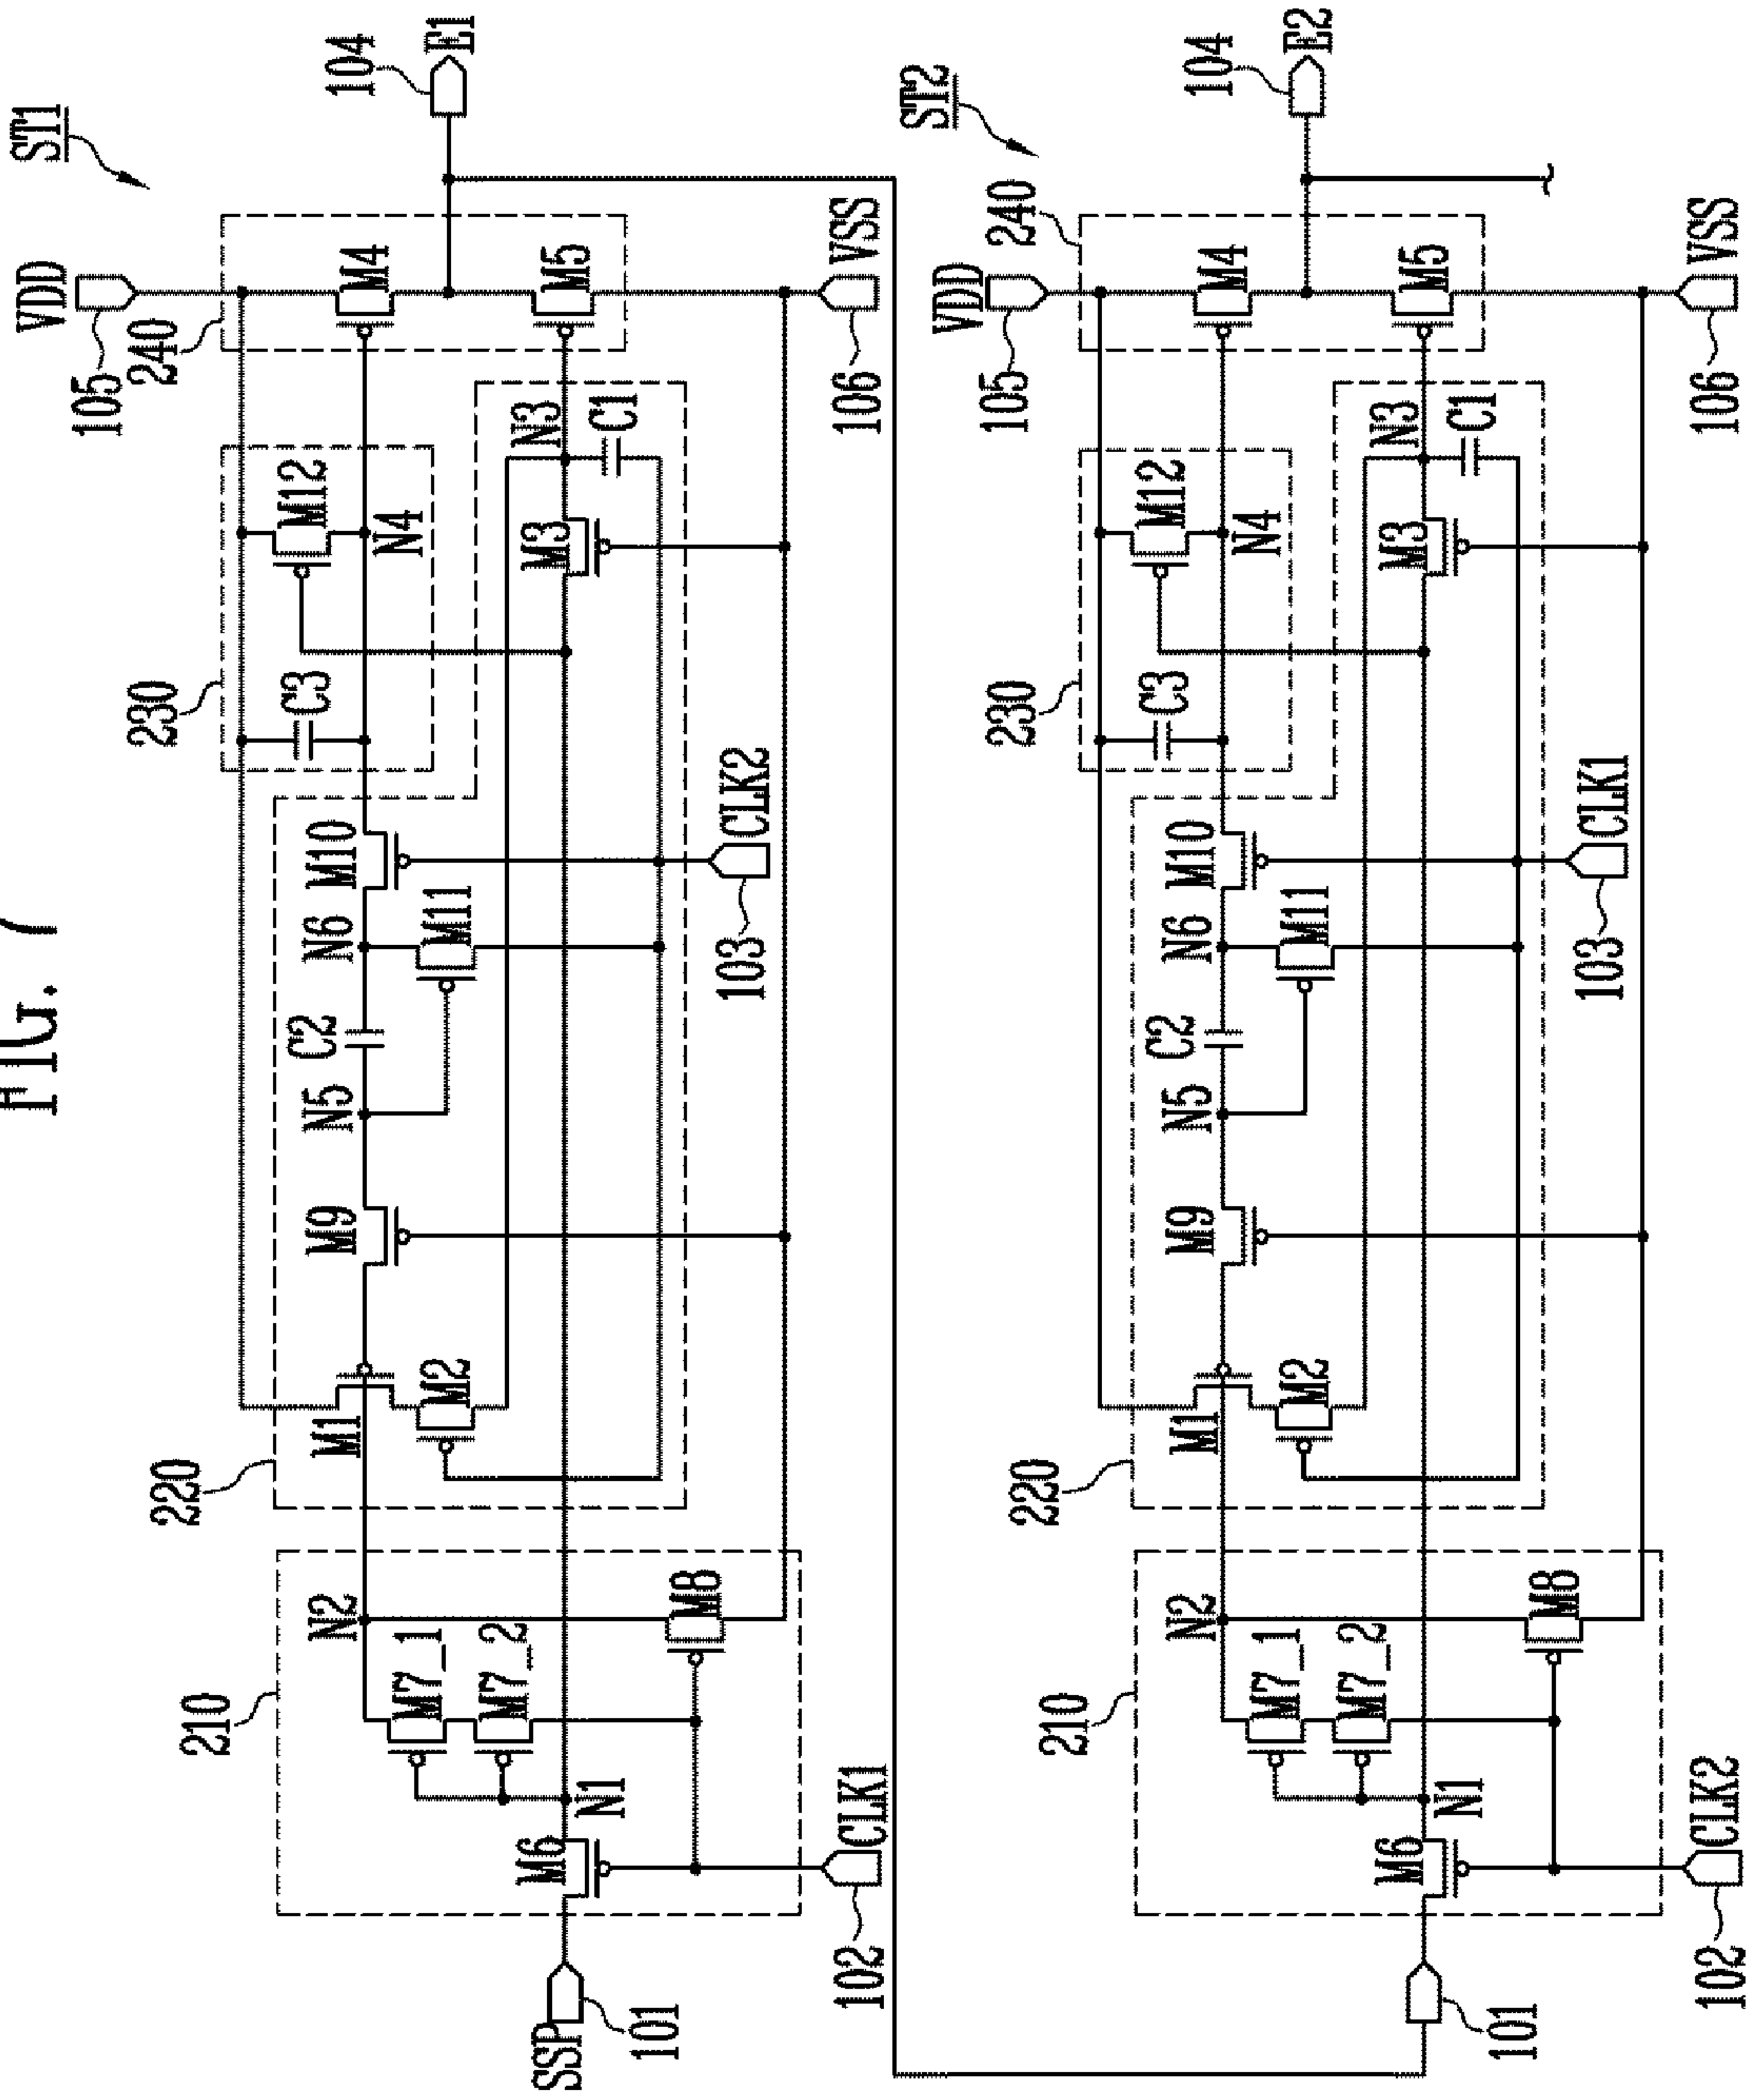 FIG. 7
ST1
VDD
105
240
M4
104
E1
M5
106
VSS
230
C3
M12
N4
N3
C1
M3
220
M1
M2
M9
N5
C2
N6
M11
M10
103
CLK2
210
N2
M7_1
M7_2
M8
N1
M6
SSP
101
102
CLK1
ST2
VDD
105
240
M4
104
E2
M5
106
VSS
230
C3
M12
N4
N3
C1
M3
220
M1
M2
M9
N5
C2
N6
M11
M10
103
CLK1
210
N2
M7_1
M7_2
M8
N1
M6
101
102
CLK2